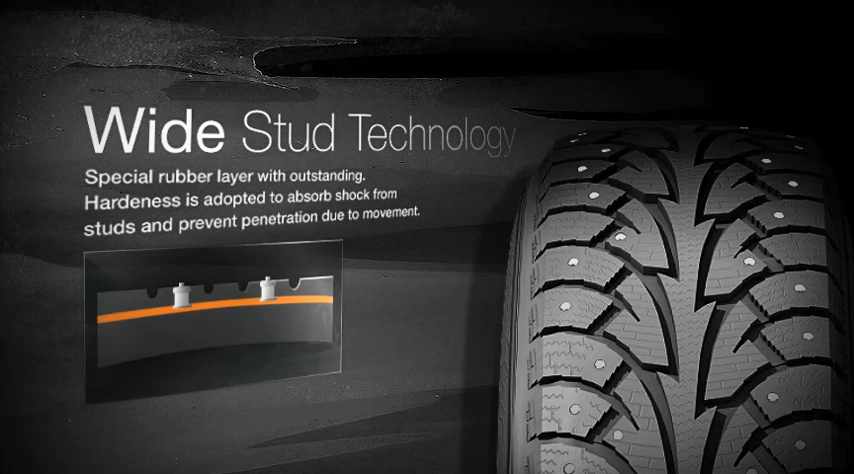 Wide Stud Technology
Special rubber layer with outstanding.
Hardeness is adopted to absorb shock from
studs and prevent penetration due to movement.